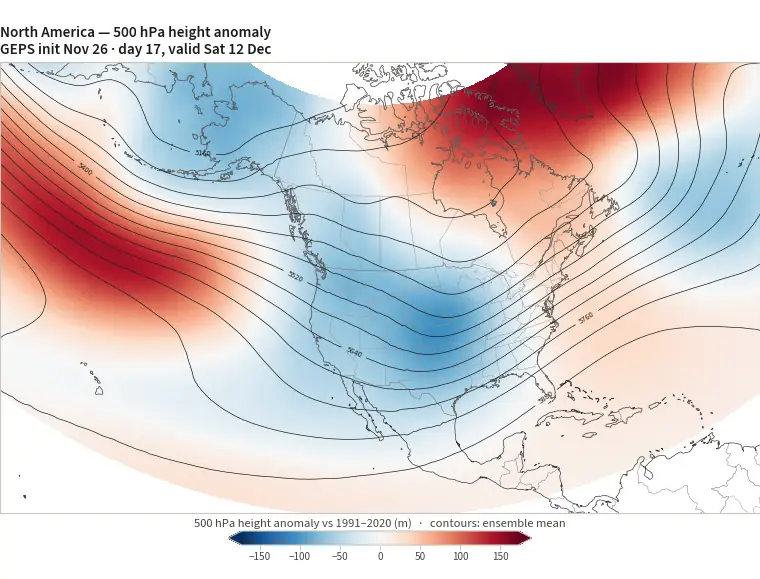 North America — 500 hPa height anomaly
GEPS init Nov 26 · day 17, valid Sat 12 Dec
5160
5400
5520
5640
5760
5880
500 hPa height anomaly vs 1991–2020 (m) · contours: ensemble mean
−150 −100 −50 0 50 100 150